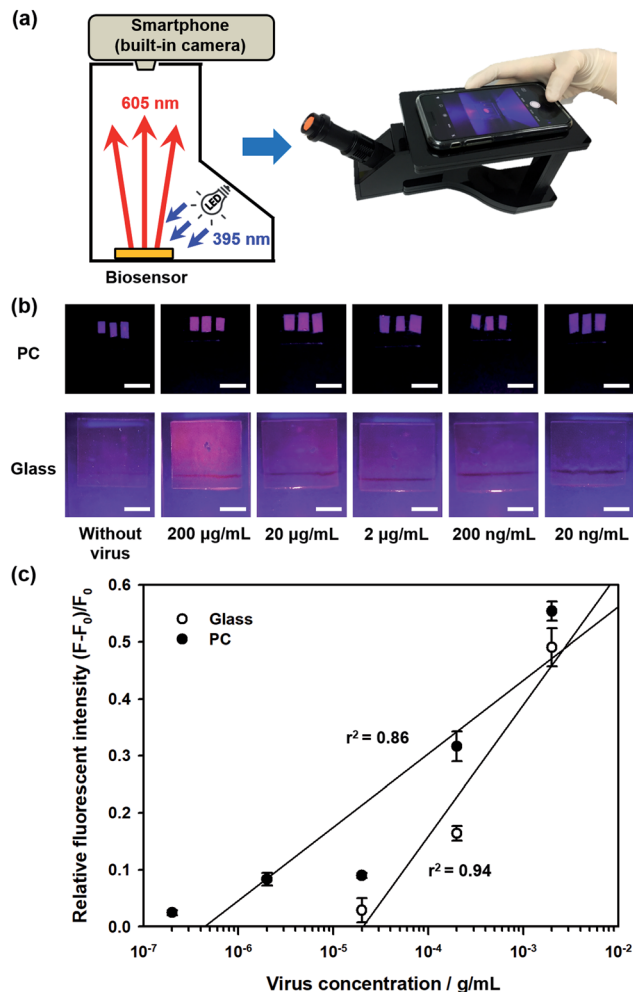 (a)
Smartphone
(built-in camera)
605 nm
LED
395 nm
Biosensor
(b)
PC
Glass
Without virus
200 µg/mL
20 µg/mL
2 µg/mL
200 ng/mL
20 ng/mL
(c)
Relative fluorescent intensity (F-F₀)/F₀
0.6
0.5
0.4
0.3
0.2
0.1
0.0
Glass
PC
r² = 0.86
r² = 0.94
10⁻⁷
10⁻⁶
10⁻⁵
10⁻⁴
10⁻³
10⁻²
Virus concentration / g/mL